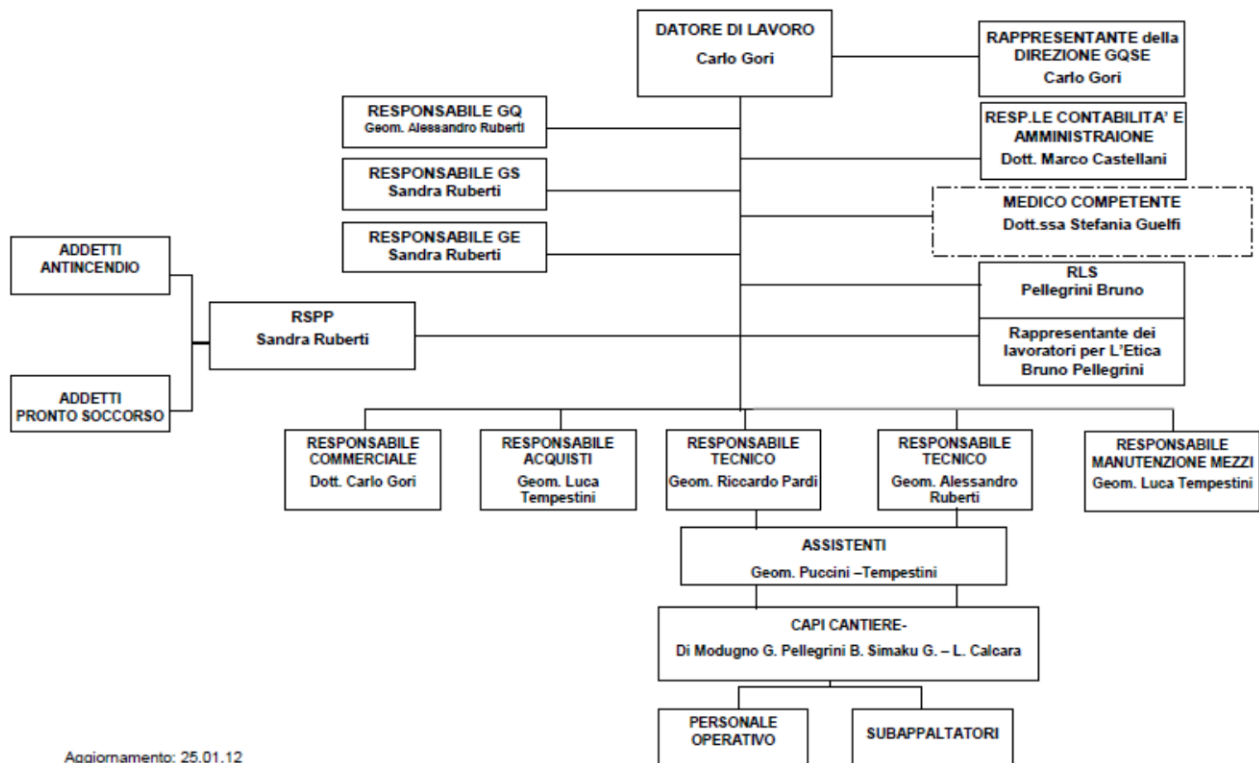 DATORE DI LAVORO
Carlo Gori
RAPPRESENTANTE della
DIREZIONE GQSE
Carlo Gori
RESPONSABILE GQ
Geom. Alessandro Ruberti
RESP.LE CONTABILITA' E
AMMINISTRAIONE
Dott. Marco Castellani
RESPONSABILE GS
Sandra Ruberti
MEDICO COMPETENTE
Dott.ssa Stefania Guelfi
RESPONSABILE GE
Sandra Ruberti
ADDETTI
ANTINCENDIO
RLS
Pellegrini Bruno
RSPP
Sandra Ruberti
Rappresentante dei
lavoratori per L'Etica
Bruno Pellegrini
ADDETTI
PRONTO SOCCORSO
RESPONSABILE
COMMERCIALE
Dott. Carlo Gori
RESPONSABILE
ACQUISTI
Geom. Luca
Tempestini
RESPONSABILE
TECNICO
Geom. Riccardo Pardi
RESPONSABILE
TECNICO
Geom. Alessandro
Ruberti
RESPONSABILE
MANUTENZIONE MEZZI
Geom. Luca Tempestini
ASSISTENTI
Geom. Puccini –Tempestini
CAPI CANTIERE-
Di Modugno G. Pellegrini B. Simaku G. – L. Calcara
PERSONALE
OPERATIVO
SUBAPPALTATORI
Aggiornamento: 25.01.12